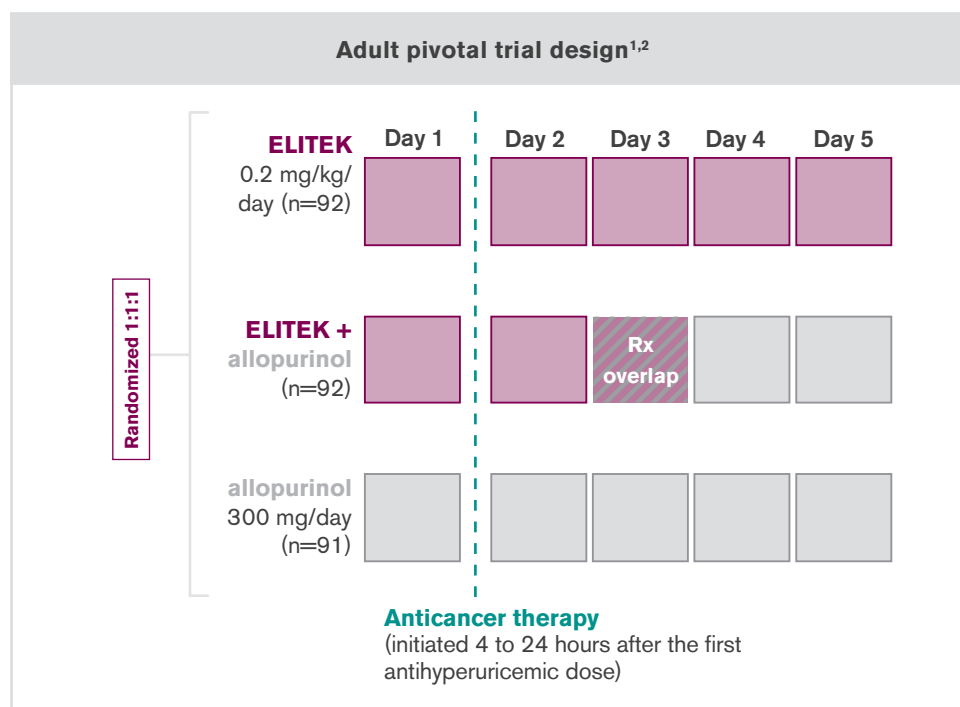 Adult pivotal trial design1,2
Randomized 1:1:1
Day 1
Day 2
Day 3
Day 4
Day 5
ELITEK
0.2 mg/kg/
day (n=92)
ELITEK +
allopurinol
(n=92)
Rx
overlap
allopurinol
300 mg/day
(n=91)
Anticancer therapy
(initiated 4 to 24 hours after the first
antihyperuricemic dose)